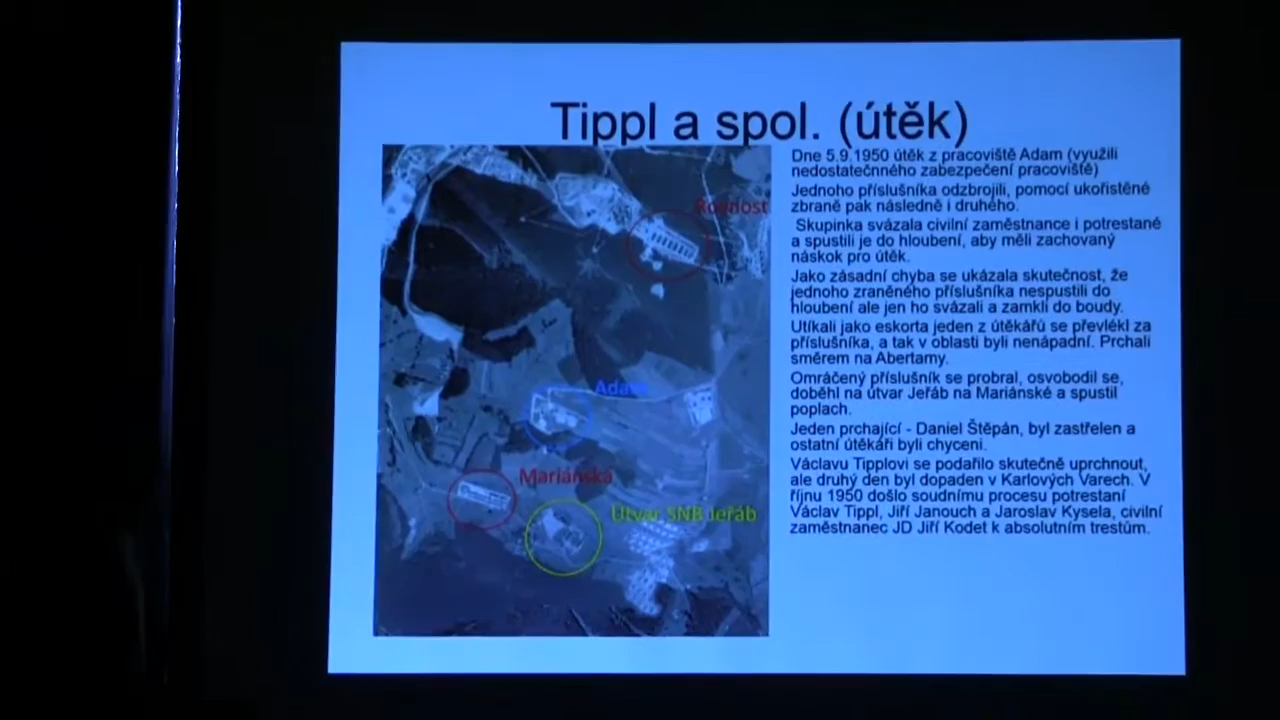 Tippl a spol. (útěk)
Rovnost
Adam
Mariánská
Útvar SNB Jeřáb
Dne 5.9.1950 útěk z pracoviště Adam (využili
nedostatečnného zabezpečení pracoviště)
Jednoho příslušníka odzbrojili, pomocí ukořistěné
zbraně pak následně i druhého.
Skupinka svázala civilní zaměstnance i potrestané
a spustili je do hloubení, aby měli zachovaný
náskok pro útěk.
Jako zásadní chyba se ukázala skutečnost, že
jednoho zraněného příslušníka nespustili do
hloubení ale jen ho svázali a zamkli do boudy.
Utíkali jako eskorta jeden z útěkářů se převlékl za
příslušníka, a tak v oblasti byli nenápadní. Prchali
směrem na Abertamy.
Omráčený příslušník se probral, osvobodil se,
doběhl na útvar Jeřáb na Mariánské a spustil
poplach.
Jeden prchající - Daniel Štěpán, byl zastřelen a
ostatní útěkáři byli chyceni.
Václavu Tipplovi se podařilo skutečně uprchnout,
ale druhý den byl dopaden v Karlových Varech. V
říjnu 1950 došlo soudnímu procesu potrestaní
Václav Tippl, Jiří Janouch a Jaroslav Kysela, civilní
zaměstnanec JD Jiří Kodet k absolutním trestům.